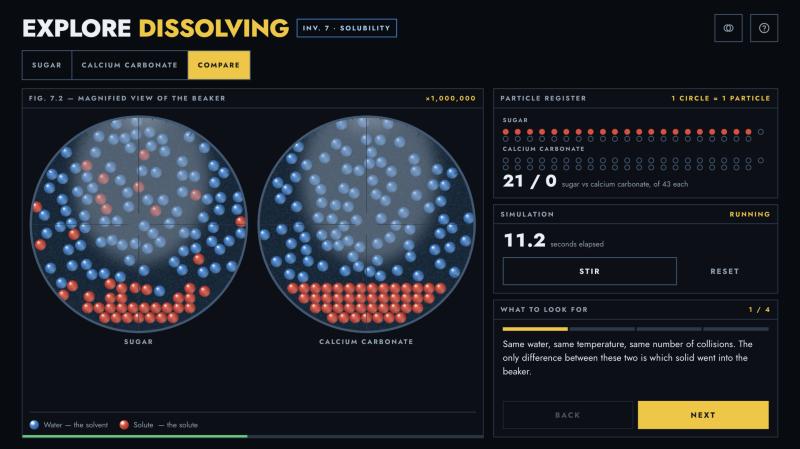 EXPLORE DISSOLVING
INV. 7 · SOLUBILITY
SUGAR
CALCIUM CARBONATE
COMPARE
FIG. 7.2 — MAGNIFIED VIEW OF THE BEAKER
×1,000,000
SUGAR
CALCIUM CARBONATE
Water — the solvent
Solute — the solute
PARTICLE REGISTER
1 CIRCLE = 1 PARTICLE
SUGAR
CALCIUM CARBONATE
21 / 0 sugar vs calcium carbonate, of 43 each
SIMULATION
RUNNING
11.2 seconds elapsed
STIR
RESET
WHAT TO LOOK FOR
1 / 4
Same water, same temperature, same number of collisions. The
only difference between these two is which solid went into the
beaker.
BACK
NEXT